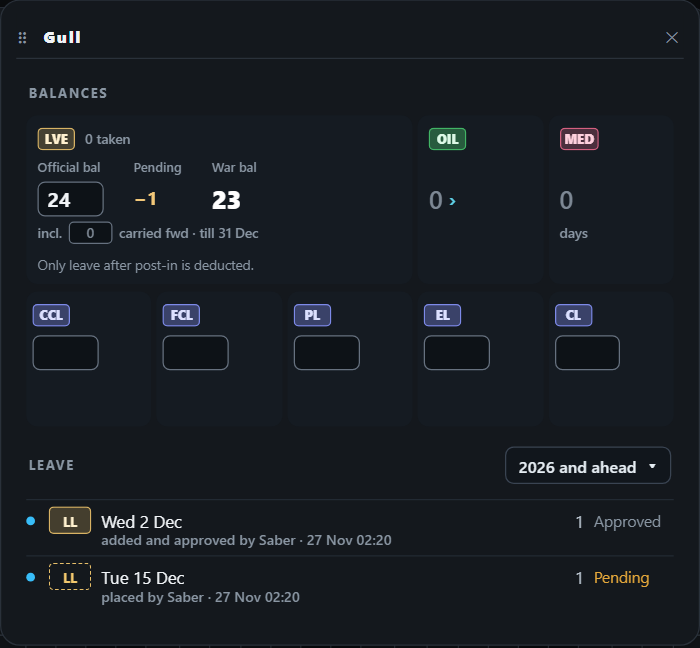 Gull
BALANCES
LVE 0 taken
Official bal Pending War bal
24 −1 23
incl. 0 carried fwd · till 31 Dec
Only leave after post-in is deducted.
OIL
0 ›
MED
0
days
CCL FCL PL EL CL
LEAVE 2026 and ahead
LL Wed 2 Dec 1 Approved
added and approved by Saber · 27 Nov 02:20
LL Tue 15 Dec 1 Pending
placed by Saber · 27 Nov 02:20